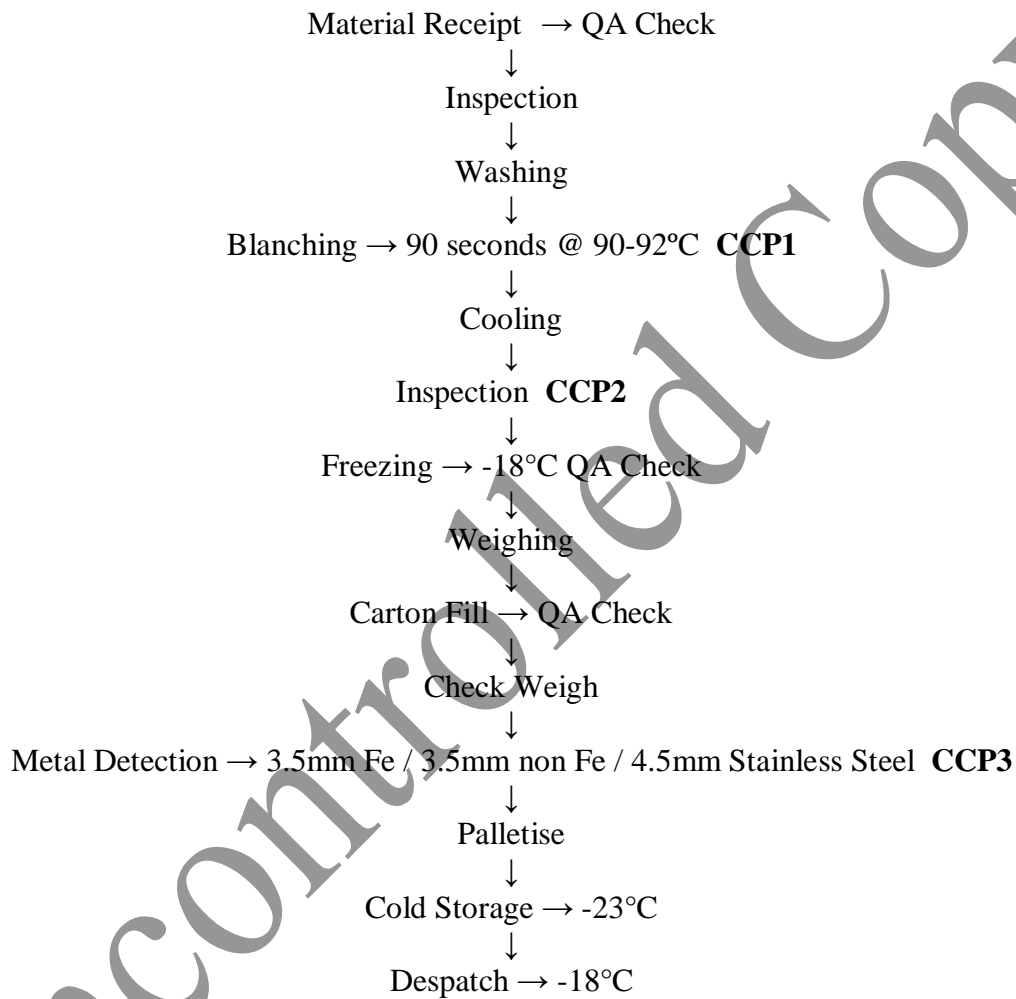 Material Receipt → QA Check
↓
Inspection
↓
Washing
↓
Blanching → 90 seconds @ 90-92ºC CCP1
↓
Cooling
↓
Inspection CCP2
↓
Freezing → -18°C QA Check
↓
Weighing
↓
Carton Fill → QA Check
↓
Check Weigh
↓
Metal Detection → 3.5mm Fe / 3.5mm non Fe / 4.5mm Stainless Steel CCP3
↓
Palletise
↓
Cold Storage → -23°C
↓
Despatch → -18°C
ncontrolled Cop